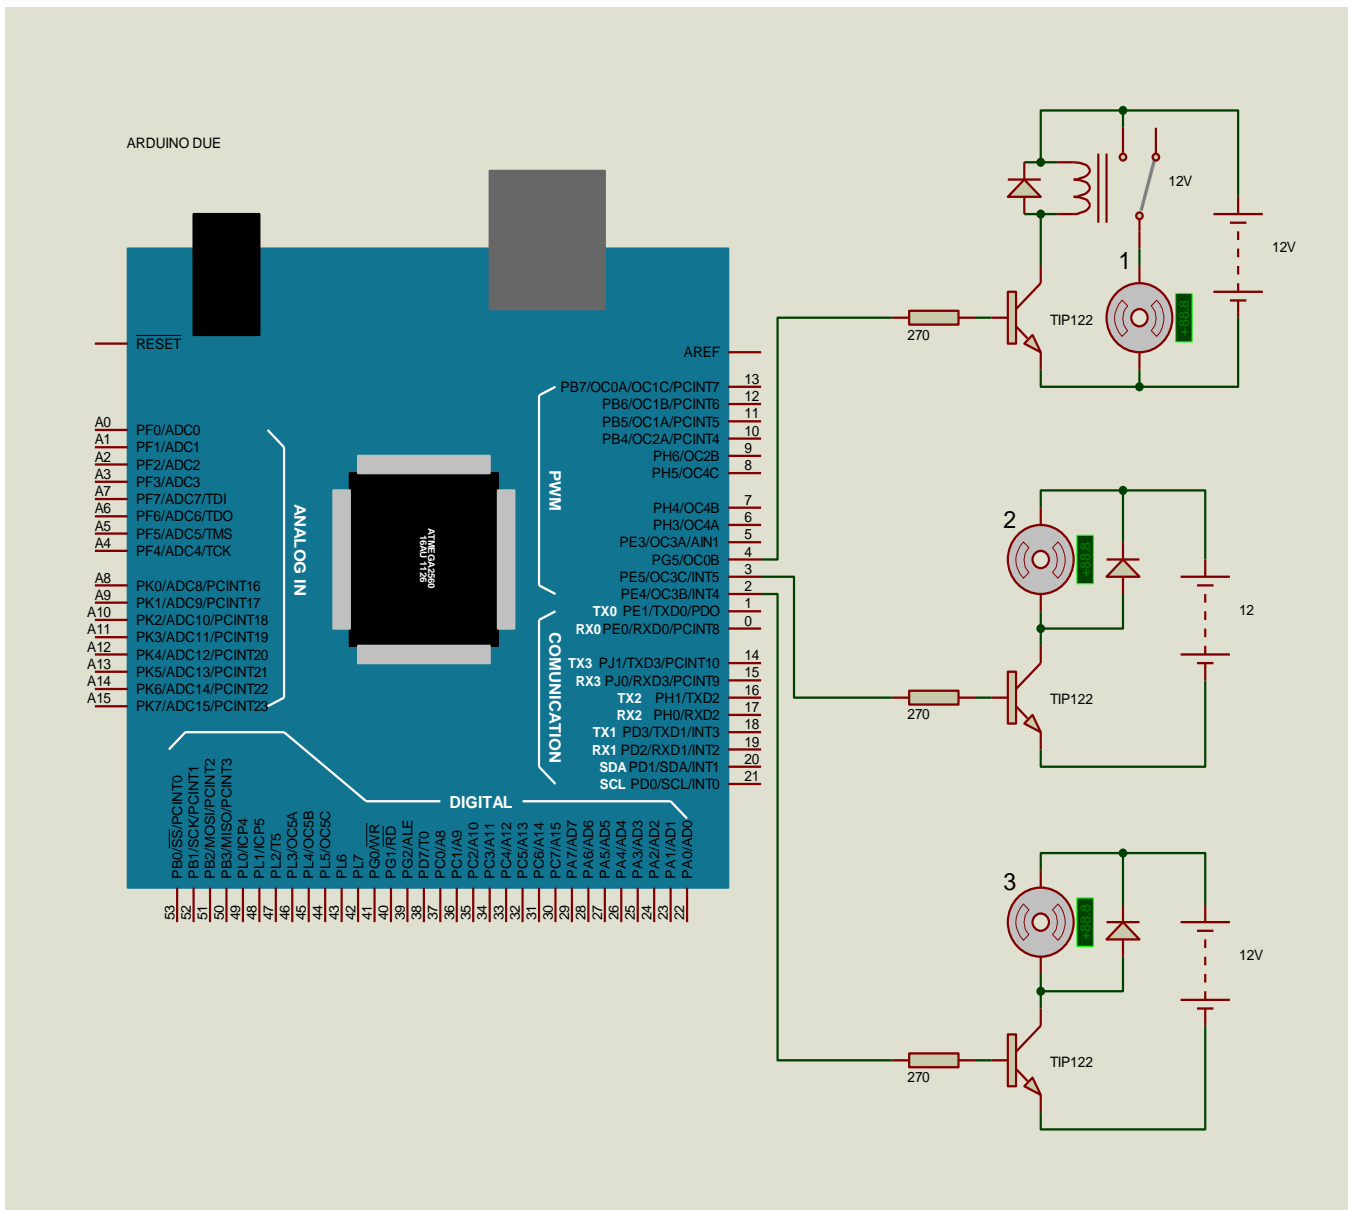 ARDUINO DUE
RESET
AREF
A0 PF0/ADC0
A1 PF1/ADC1
A2 PF2/ADC2
A3 PF3/ADC3
A7 PF7/ADC7/TDI
A6 PF6/ADC6/TDO
A5 PF5/ADC5/TMS
A4 PF4/ADC4/TCK
A8 PK0/ADC8/PCINT16
A9 PK1/ADC9/PCINT17
A10 PK2/ADC10/PCINT18
A11 PK3/ADC11/PCINT19
A12 PK4/ADC12/PCINT20
A13 PK5/ADC13/PCINT21
A14 PK6/ADC14/PCINT22
A15 PK7/ADC15/PCINT23
ANALOG IN
ATMEGA2560
16AU 1126
PWM
COMUNICATION
PB7/OC0A/OC1C/PCINT7 13
PB6/OC1B/PCINT6 12
PB5/OC1A/PCINT5 11
PB4/OC2A/PCINT4 10
PH6/OC2B 9
PH5/OC4C 8
PH4/OC4B 7
PH3/OC4A 6
PE3/OC3A/AIN1 5
PG5/OC0B 4
PE5/OC3C/INT5 3
PE4/OC3B/INT4 2
TX0 PE1/TXD0/PDO 1
RX0 PE0/RXD0/PCINT8 0
TX3 PJ1/TXD3/PCINT10 14
RX3 PJ0/RXD3/PCINT9 15
TX2 PH1/TXD2 16
RX2 PH0/RXD2 17
TX1 PD3/TXD1/INT3 18
RX1 PD2/RXD1/INT2 19
SDA PD1/SDA/INT1 20
SCL PD0/SCL/INT0 21
DIGITAL
PB0/SS/PCINT0 53
PB1/SCK/PCINT1 52
PB2/MOSI/PCINT2 51
PB3/MISO/PCINT3 50
PL0/ICP4 49
PL1/ICP5 48
PL2/T5 47
PL3/OC5A 46
PL4/OC5B 45
PL5/OC5C 44
PL6 43
PL7 42
PG0/WR 41
PG1/RD 40
PG2/ALE 39
PD7/T0 38
PC0/A8 37
PC1/A9 36
PC2/A10 35
PC3/A11 34
PC4/A12 33
PC5/A13 32
PC6/A14 31
PC7/A15 30
PA7/AD7 29
PA6/AD6 28
PA5/AD5 27
PA4/AD4 26
PA3/AD3 25
PA2/AD2 24
PA1/AD1 23
PA0/AD0 22
12V
12V
1
+88.8
TIP122
270
2
+88.8
12
TIP122
270
3
+88.8
12V
TIP122
270